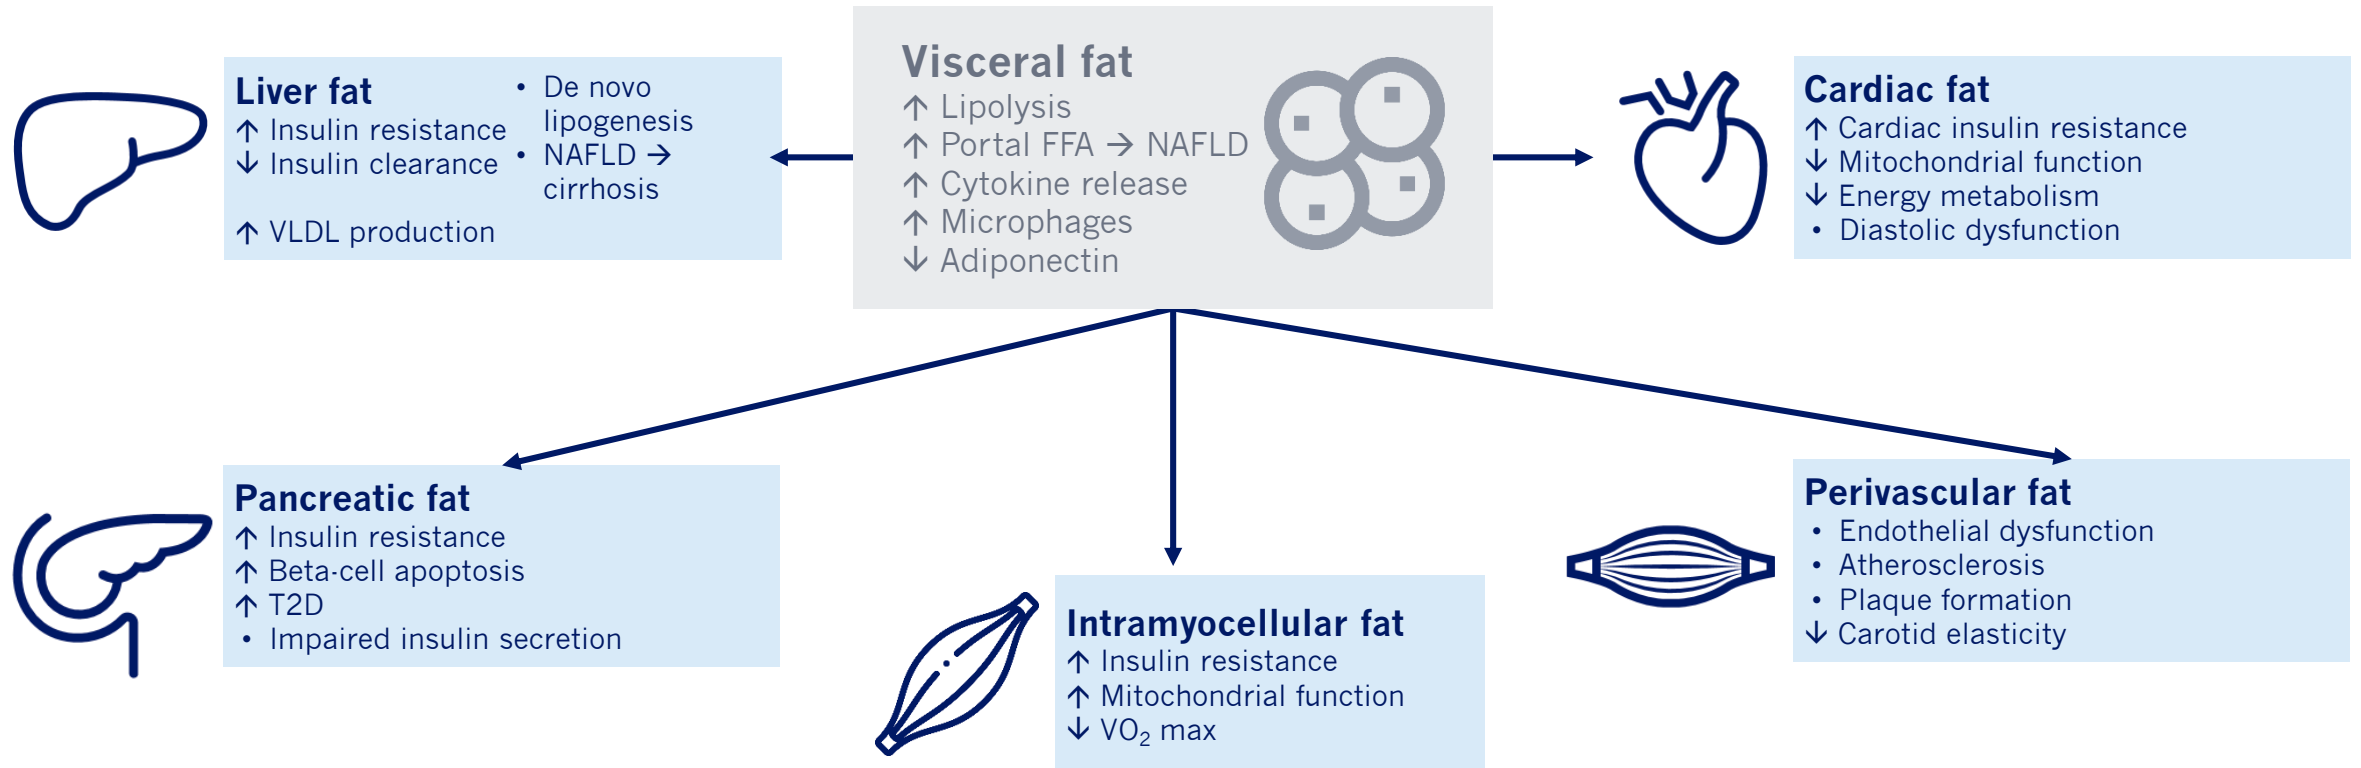 Liver fat
↑ Insulin resistance
↓ Insulin clearance
↑ VLDL production
• De novo
lipogenesis
• NAFLD →
cirrhosis
Visceral fat
↑ Lipolysis
↑ Portal FFA → NAFLD
↑ Cytokine release
↑ Microphages
↓ Adiponectin
Cardiac fat
↑ Cardiac insulin resistance
↓ Mitochondrial function
↓ Energy metabolism
• Diastolic dysfunction
Pancreatic fat
↑ Insulin resistance
↑ Beta-cell apoptosis
↑ T2D
• Impaired insulin secretion
Intramyocellular fat
↑ Insulin resistance
↑ Mitochondrial function
↓ VO₂ max
Perivascular fat
• Endothelial dysfunction
• Atherosclerosis
• Plaque formation
↓ Carotid elasticity